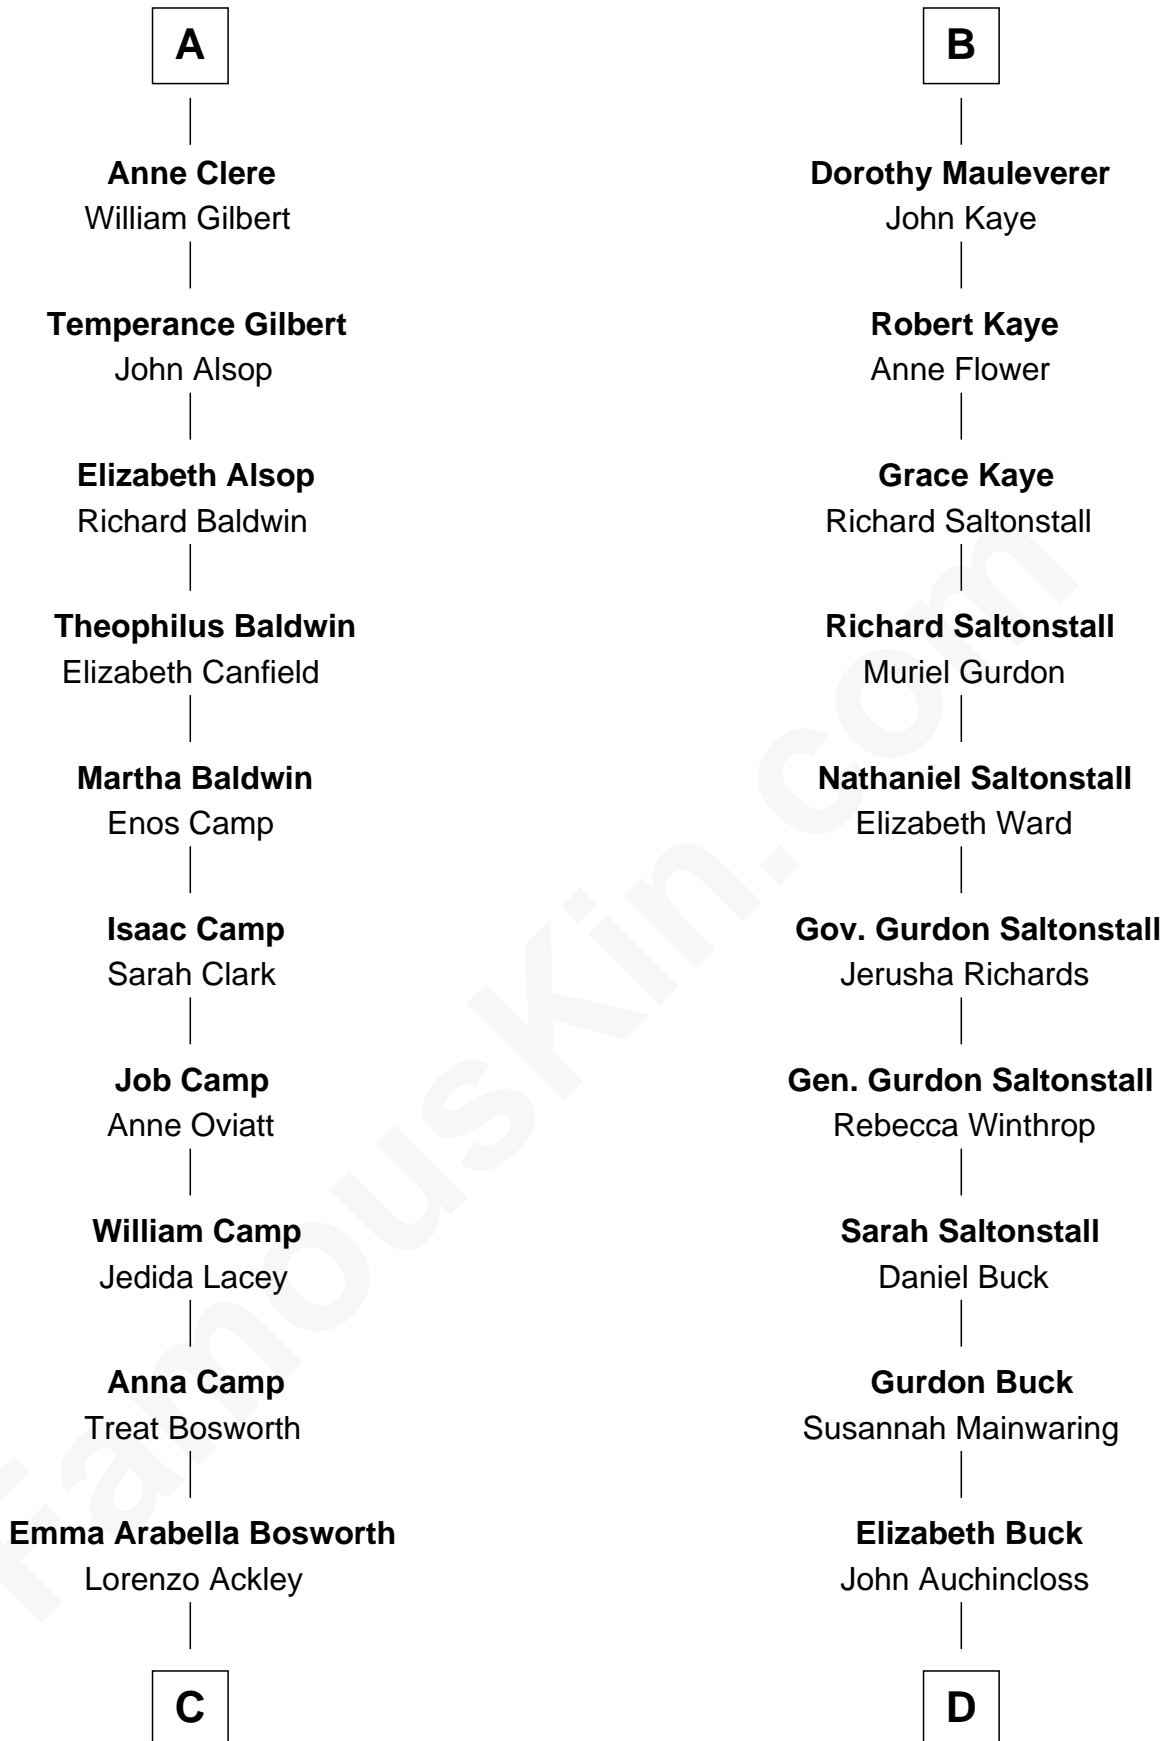 A
Anne Clere
William Gilbert
Temperance Gilbert
John Alsop
Elizabeth Alsop
Richard Baldwin
Theophilus Baldwin
Elizabeth Canfield
Martha Baldwin
Enos Camp
Isaac Camp
Sarah Clark
Job Camp
Anne Oviatt
William Camp
Jedida Lacey
Anna Camp
Treat Bosworth
Emma Arabella Bosworth
Lorenzo Ackley
C
B
Dorothy Mauleverer
John Kaye
Robert Kaye
Anne Flower
Grace Kaye
Richard Saltonstall
Richard Saltonstall
Muriel Gurdon
Nathaniel Saltonstall
Elizabeth Ward
Gov. Gurdon Saltonstall
Jerusha Richards
Gen. Gurdon Saltonstall
Rebecca Winthrop
Sarah Saltonstall
Daniel Buck
Gurdon Buck
Susannah Mainwaring
Elizabeth Buck
John Auchincloss
D
FamousKin.com